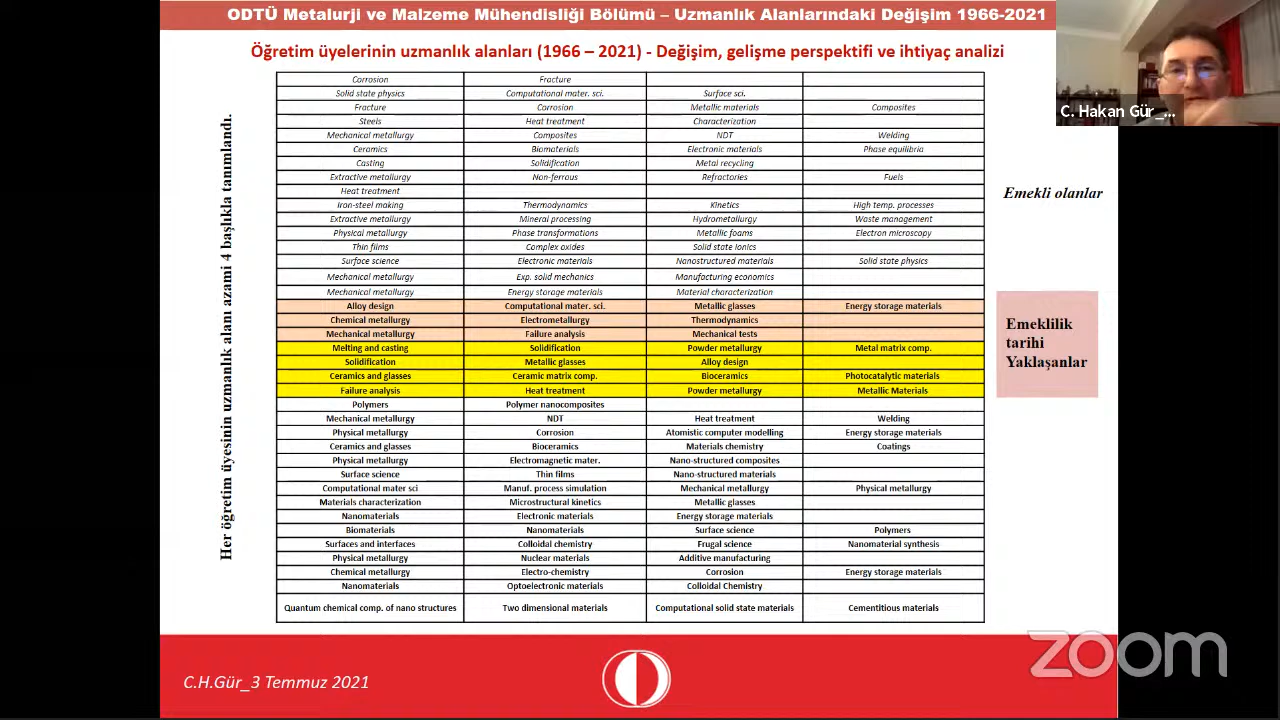 ODTÜ Metalurji ve Malzeme Mühendisliği Bölümü – Uzmanlık Alanlarındaki Değişim 1966-2021
Öğretim üyelerinin uzmanlık alanları (1966 – 2021) - Değişim, gelişme perspektifi ve ihtiyaç analizi
C. Hakan Gür_...
Her öğretim üyesinin uzmanlık alanı azami 4 başlıkla tanımlandı.
Corrosion Fracture
Solid state physics Computational mater. sci. Surface sci.
Fracture Corrosion Metallic materials Composites
Steels Heat treatment Characterization
Mechanical metallurgy Composites NDT Welding
Ceramics Biomaterials Electronic materials Phase equilibria
Casting Solidification Metal recycling
Extractive metallurgy Non-ferrous Refractories Fuels
Heat treatment
Iron-steel making Thermodynamics Kinetics High temp. processes
Extractive metallurgy Mineral processing Hydrometallurgy Waste management
Physical metallurgy Phase transformations Metallic foams Electron microscopy
Thin films Complex oxides Solid state ionics
Surface science Electronic materials Nanostructured materials Solid state physics
Mechanical metallurgy Exp. solid mechanics Manufacturing economics
Mechanical metallurgy Energy storage materials Material characterization
Emekli olanlar
Alloy design Computational mater. sci. Metallic glasses Energy storage materials
Chemical metallurgy Electrometallurgy Thermodynamics
Mechanical metallurgy Failure analysis Mechanical tests
Melting and casting Solidification Powder metallurgy Metal matrix comp.
Solidification Metallic glasses Alloy design
Ceramics and glasses Ceramic matrix comp. Bioceramics Photocatalytic materials
Failure analysis Heat treatment Powder metallurgy Metallic Materials
Emeklilik
tarihi
Yaklaşanlar
Polymers Polymer nanocomposites
Mechanical metallurgy NDT Heat treatment Welding
Physical metallurgy Corrosion Atomistic computer modelling Energy storage materials
Ceramics and glasses Bioceramics Materials chemistry Coatings
Physical metallurgy Electromagnetic mater. Nano-structured composites
Surface science Thin films Nano-structured materials
Computational mater sci Manuf. process simulation Mechanical metallurgy Physical metallurgy
Materials characterization Microstructural kinetics Metallic glasses
Nanomaterials Electronic materials Energy storage materials
Biomaterials Nanomaterials Surface science Polymers
Surfaces and interfaces Colloidal chemistry Frugal science Nanomaterial synthesis
Physical metallurgy Nuclear materials Additive manufacturing
Chemical metallurgy Electro-chemistry Corrosion Energy storage materials
Nanomaterials Optoelectronic materials Colloidal Chemistry
Quantum chemical comp. of nano structures Two dimensional materials Computational solid state materials Cementitious materials
C.H.Gür_3 Temmuz 2021
zoom